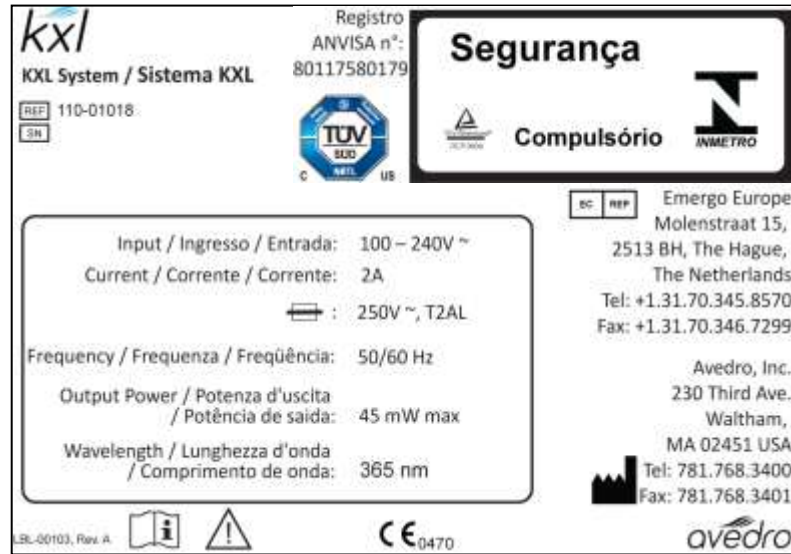 kxl
KXL System / Sistema KXL
REF 110-01018
SN
Registro
ANVISA n°:
80117580179
TÜV
SÜD
C NRTL US
Segurança
Compulsório
INMETRO
EC REP Emergo Europe
Molenstraat 15,
2513 BH, The Hague,
The Netherlands
Tel: +1.31.70.345.8570
Fax: +1.31.70.346.7299
Input / Ingresso / Entrada: 100 – 240V ~
Current / Corrente / Corrente: 2A
: 250V ~, T2AL
Frequency / Frequenza / Freqüência: 50/60 Hz
Output Power / Potenza d'uscita
/ Potência de saida: 45 mW max
Wavelength / Lunghezza d'onda
/ Comprimento de onda: 365 nm
Avedro, Inc.
230 Third Ave.
Waltham,
MA 02451 USA
Tel: 781.768.3400
Fax: 781.768.3401
LBL-00103, Rev. A
i
CE 0470
avedro